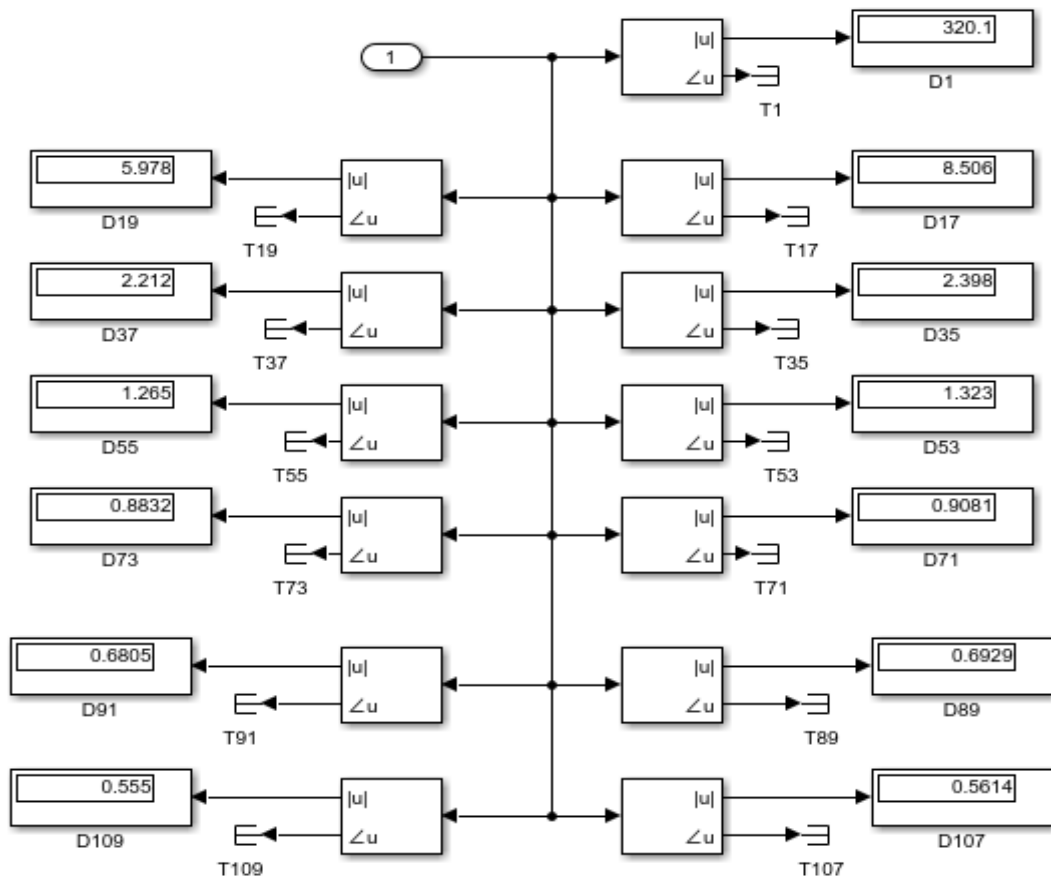 1
|u|
∠u
320.1
D1
T1
5.978
D19
|u|
∠u
T19
|u|
∠u
8.506
D17
T17
2.212
D37
|u|
∠u
T37
|u|
∠u
2.398
D35
T35
1.265
D55
|u|
∠u
T55
|u|
∠u
1.323
D53
T53
0.8832
D73
|u|
∠u
T73
|u|
∠u
0.9081
D71
T71
0.6805
D91
|u|
∠u
T91
|u|
∠u
0.6929
D89
T89
0.555
D109
|u|
∠u
T109
|u|
∠u
0.5614
D107
T107